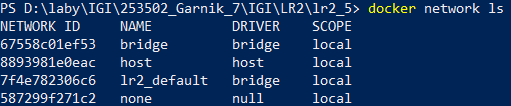 PS D:\laby\IGI\253502_Garnik_7\IGI\LR2\lr2_5> docker network ls
NETWORK ID NAME DRIVER SCOPE
67558c01ef53 bridge bridge local
8893981e0eac host host local
7f4e782306c6 lr2_default bridge local
587299f271c2 none null local